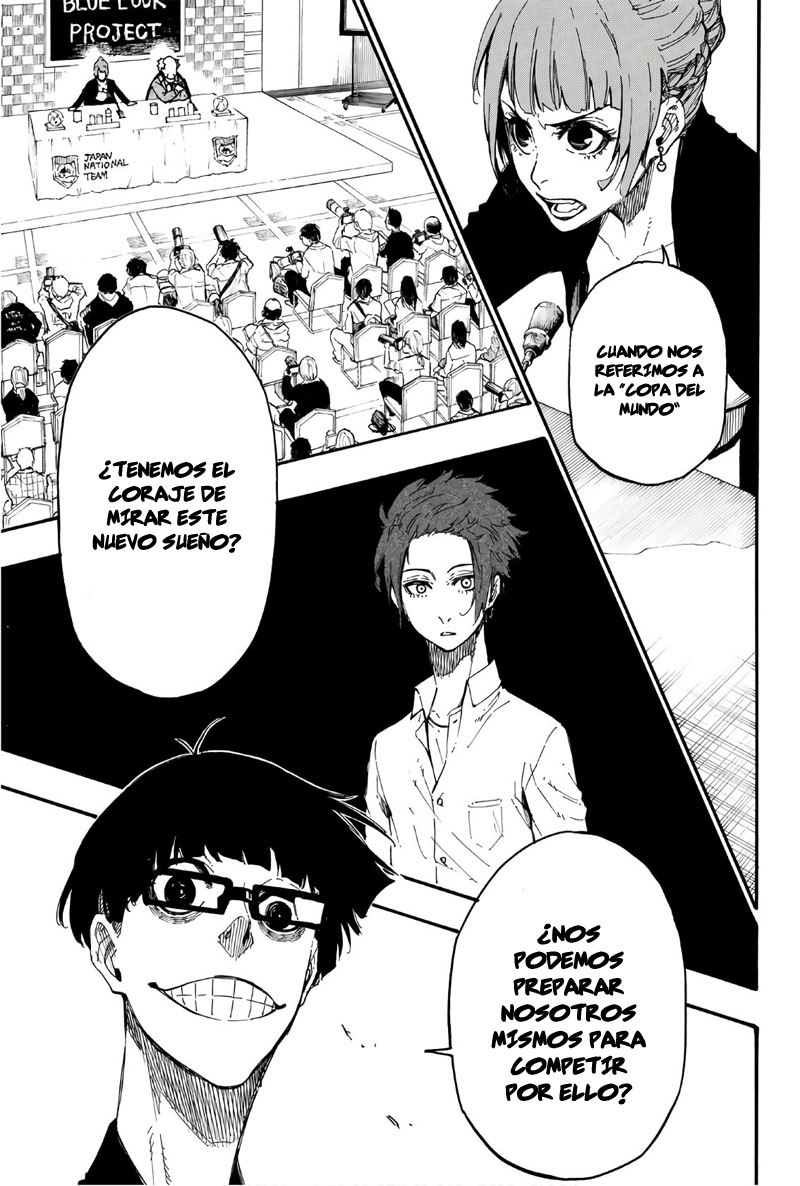 CUANDO NOS
REFERIMOS A
LA "COPA DEL
MUNDO"
BLUE LOCK
PROJECT
JAPAN
NATIONAL
TEAM
¿TENEMOS EL
CORAJE DE
MIRAR ESTE
NUEVO SUEÑO?
¿NOS
PODEMOS
PREPARAR
NOSOTROS
MISMOS PARA
COMPETIR
POR ELLO?